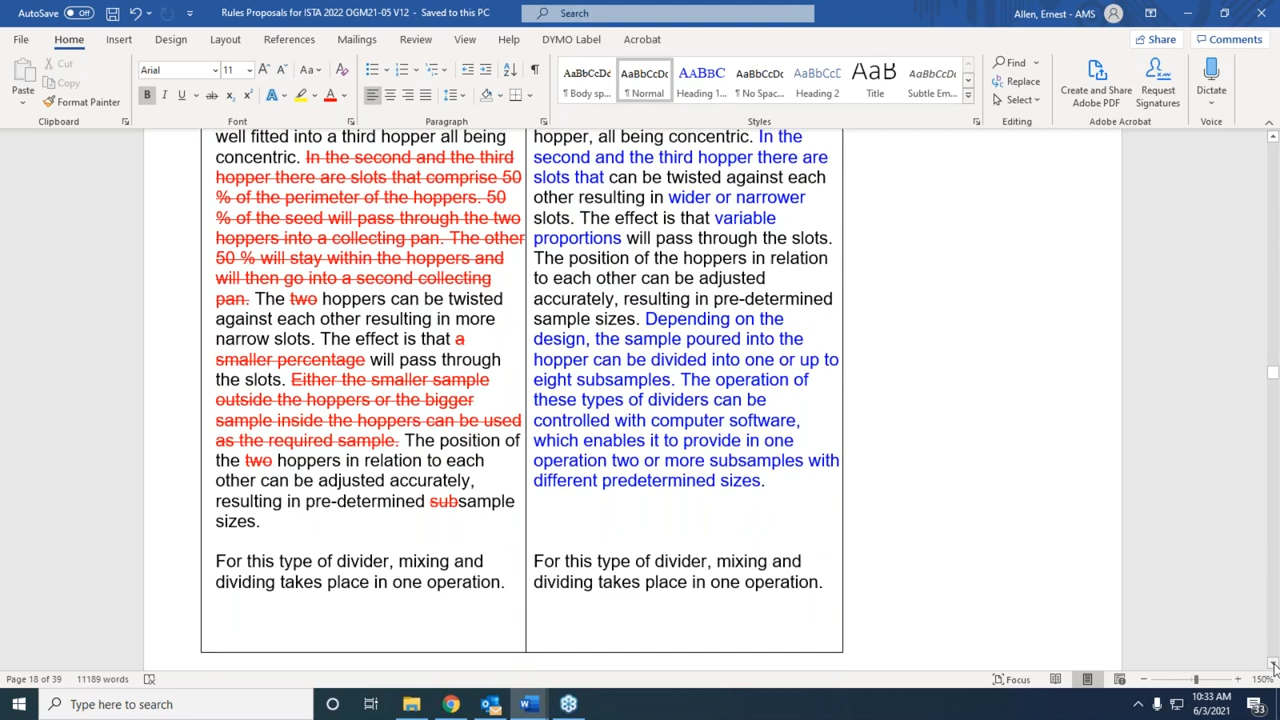 AutoSave Off Rules Proposals for ISTA 2022 OGM21-05 V12 - Saved to this PC Search Allen, Ernest - AMS
File Home Insert Draw Design Layout References Mailings Review View Help DYMO Label Acrobat Share Comments
Paste
Cut
Copy
Format Painter
Arial 11
AaBbCcDd
¶ Body sp...
AaBbCcDc
¶ Normal
AABBC
Heading 1...
AaBbCcDc
¶ No Spac...
AaBbCcDc
Heading 2
AaB
Title
AaBbCcDd
Subtle Em...
Find
Replace
Select
Create and Share
Adobe PDF
Request
Signatures
Dictate
Clipboard Font Paragraph Styles Editing Adobe Acrobat Voice
well fitted into a third hopper all being
concentric. In the second and the third
hopper there are slots that comprise 50
% of the perimeter of the hoppers. 50
% of the seed will pass through the two
hoppers into a collecting pan. The other
50 % will stay within the hoppers and
will then go into a second collecting
pan. The two hoppers can be twisted
against each other resulting in more
narrow slots. The effect is that a
smaller percentage will pass through
the slots. Either the smaller sample
outside the hoppers or the bigger
sample inside the hoppers can be used
as the required sample. The position of
the two hoppers in relation to each
other can be adjusted accurately,
resulting in pre-determined subsample
sizes.
For this type of divider, mixing and
dividing takes place in one operation.
hopper, all being concentric. In the
second and the third hopper there are
slots that can be twisted against each
other resulting in wider or narrower
slots. The effect is that variable
proportions will pass through the slots.
The position of the hoppers in relation
to each other can be adjusted
accurately, resulting in pre-determined
sample sizes. Depending on the
design, the sample poured into the
hopper can be divided into one or up to
eight subsamples. The operation of
these types of dividers can be
controlled with computer software,
which enables it to provide in one
operation two or more subsamples with
different predetermined sizes.
For this type of divider, mixing and
dividing takes place in one operation.
Page 18 of 39 11189 words Focus 150%
Type here to search
10:33 AM
6/3/2021
33